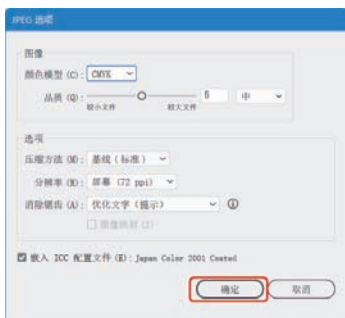 JPEG 选项
图像
颜色模型 (C): CMYK
品质 (Q): 5 中
较小文件 较大文件
选项
压缩方法 (M): 基线 (标准)
分辨率 (R): 屏幕 (72 ppi)
消除锯齿 (A): 优化文字 (提示)
图像映射 (I)
嵌入 ICC 配置文件 (E): Japan Color 2001 Coated
确定 取消